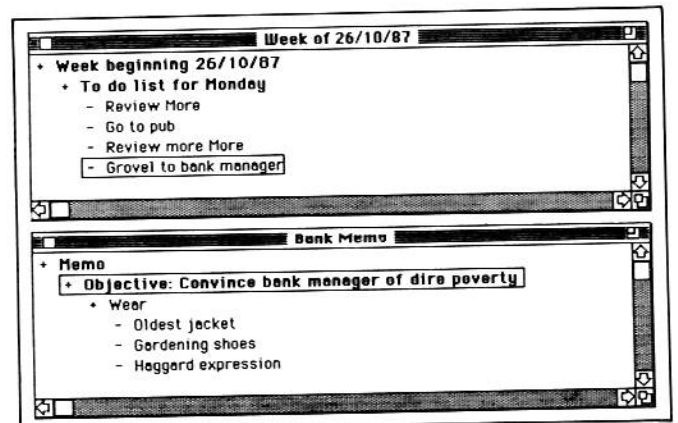 Week of 26/10/87
+ Week beginning 26/10/87
+ To do list for Monday
- Review More
- Go to pub
- Review more More
- Grovel to bank manager
Bank Memo
+ Memo
+ Objective: Convince bank manager of dire poverty
+ Wear
- Oldest jacket
- Gardening shoes
- Haggard expression